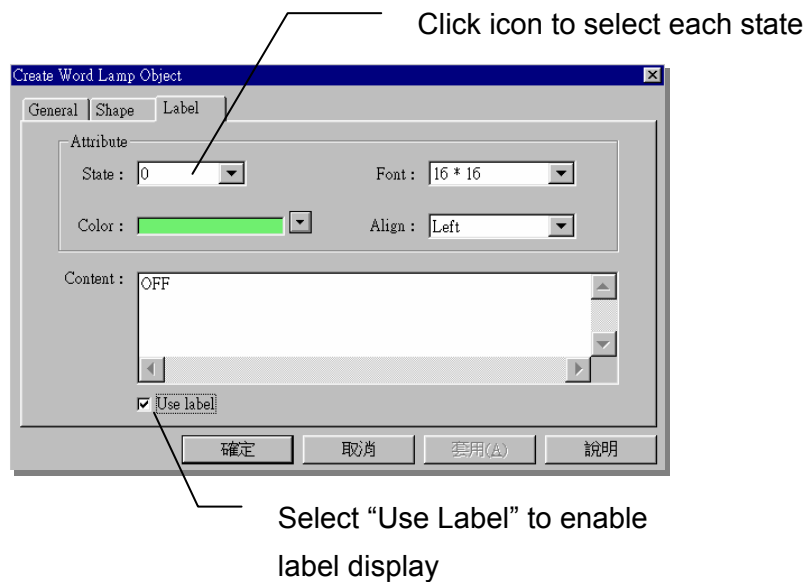 Click icon to select each state
Create Word Lamp Object
General Shape Label
Attribute
State : 0 Font : 16 * 16
Color : Align : Left
Content : OFF
Use label
確定 取消 套用(A) 說明
Select “Use Label” to enable
label display